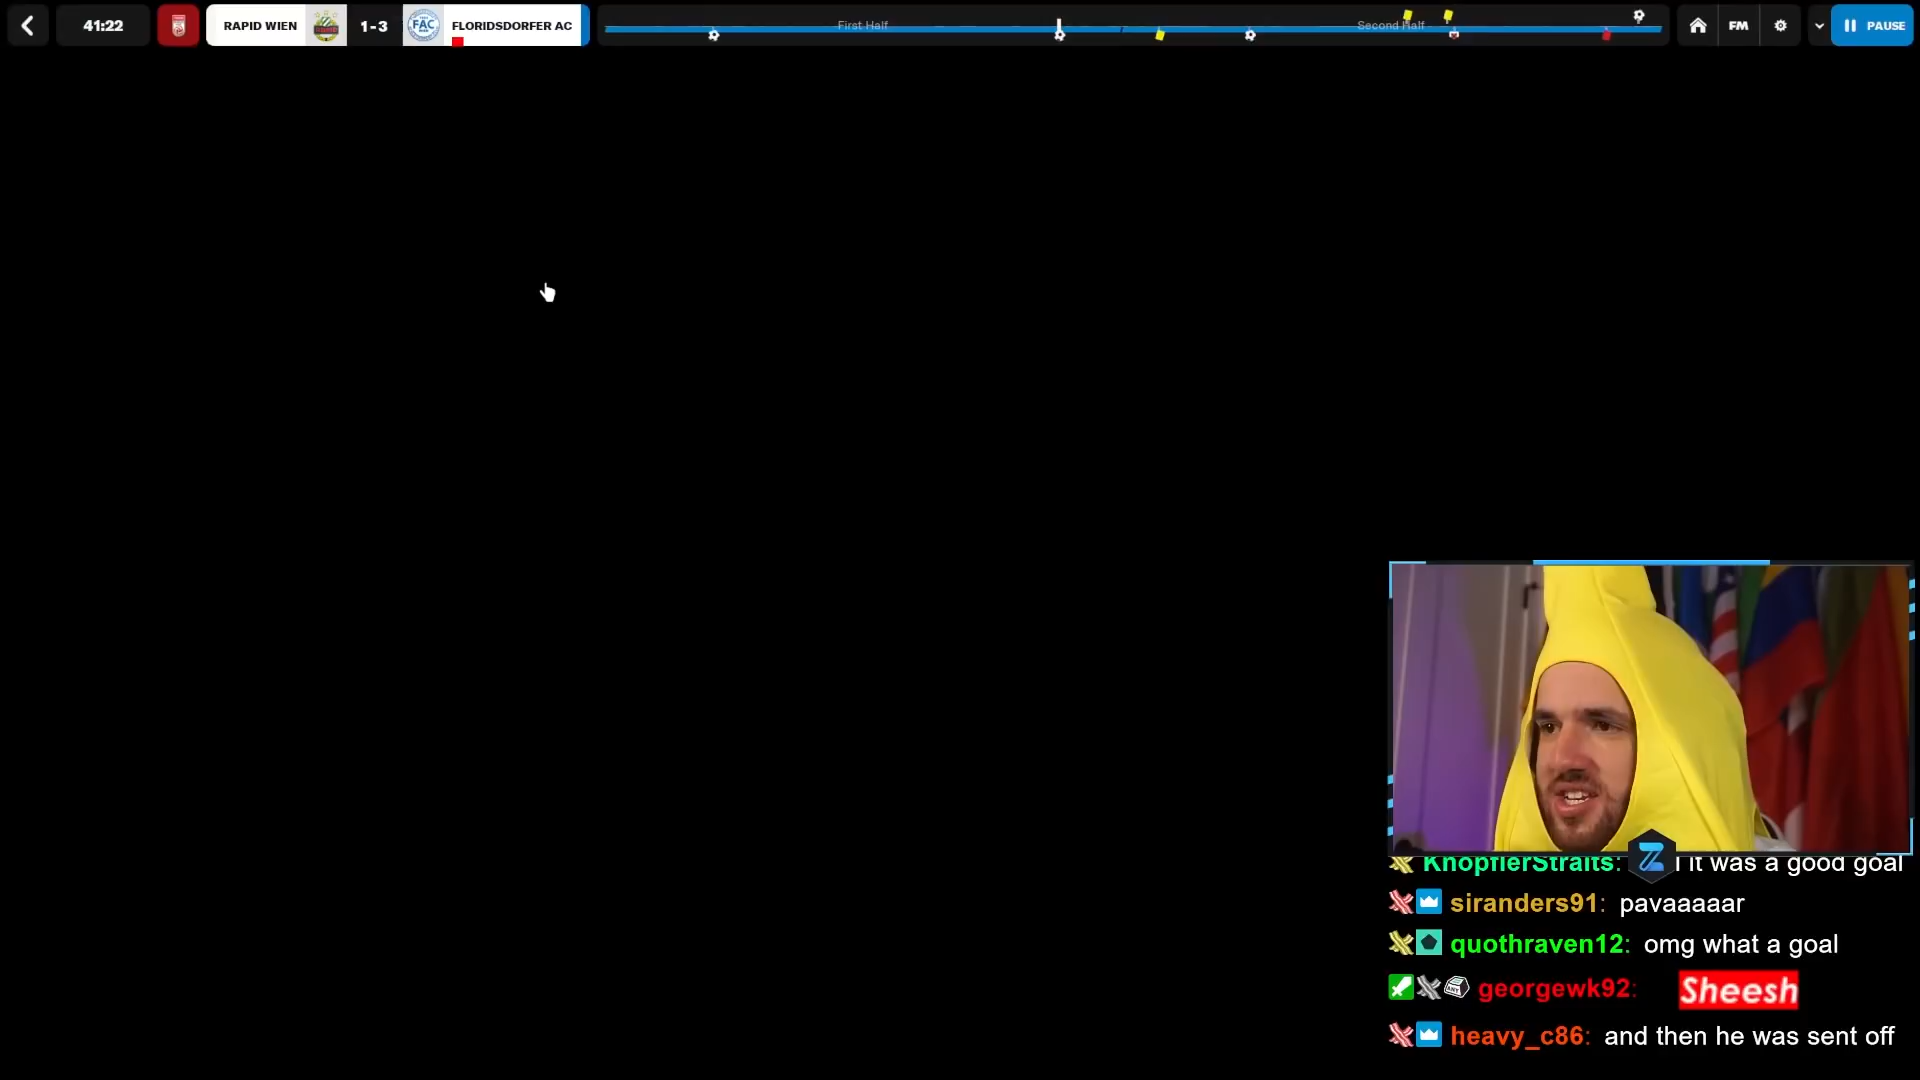 41:22
RAPID WIEN
1 - 3
FAC
FLORIDSDORFER AC
First Half
Second Half
FM
PAUSE
KnopflerStraits: it was a good goal
siranders91: pavaaaaar
quothraven12: omg what a goal
georgewk92: Sheesh
heavy_c86: and then he was sent off